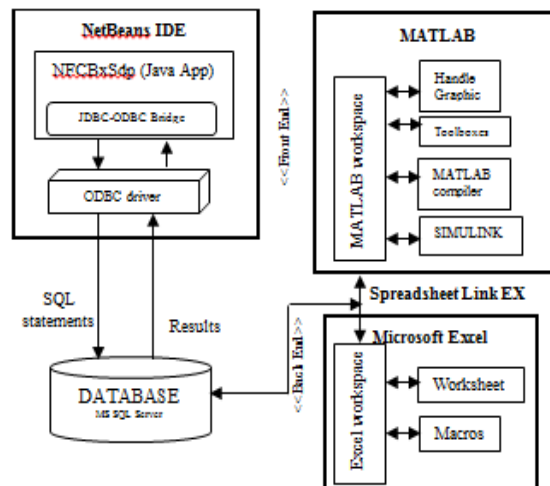 NetBeans IDE
NFCBxSdp (Java App)
JDBC-ODBC Bridge
ODBC driver
SQL
statements
Results
DATABASE
MS SQL Server
<<Front End>>
<<Back End>>
MATLAB
MATLAB workspace
Handle
Graphic
Toolboxes
MATLAB
compiler
SIMULINK
Spreadsheet Link EX
Microsoft Excel
Excel workspace
Worksheet
Macros